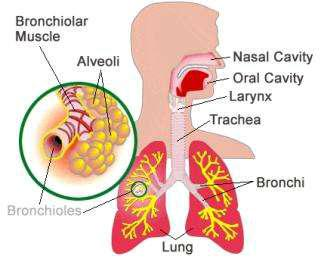 Bronchiolar
Muscle
Alveoli
Nasal Cavity
Oral Cavity
Larynx
Trachea
Bronchi
Bronchioles
Lung